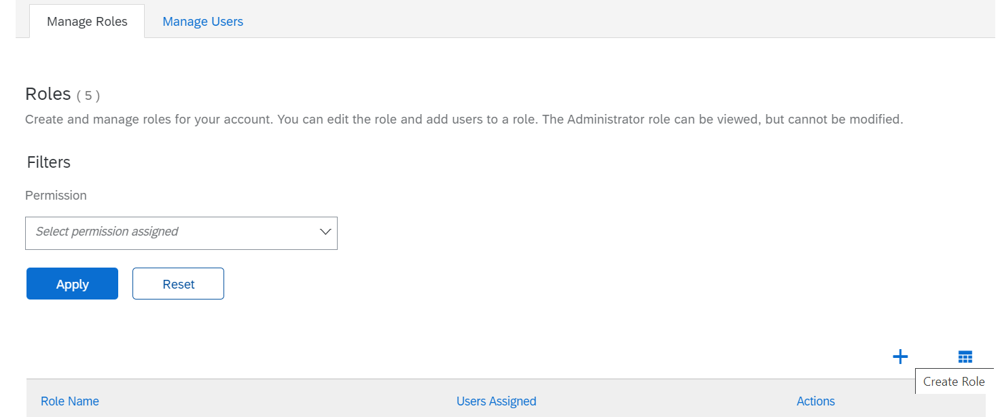 Manage Roles Manage Users
Roles ( 5 )
Create and manage roles for your account. You can edit the role and add users to a role. The Administrator role can be viewed, but cannot be modified.
Filters
Permission
Select permission assigned
Apply Reset
Create Role
Role Name Users Assigned Actions